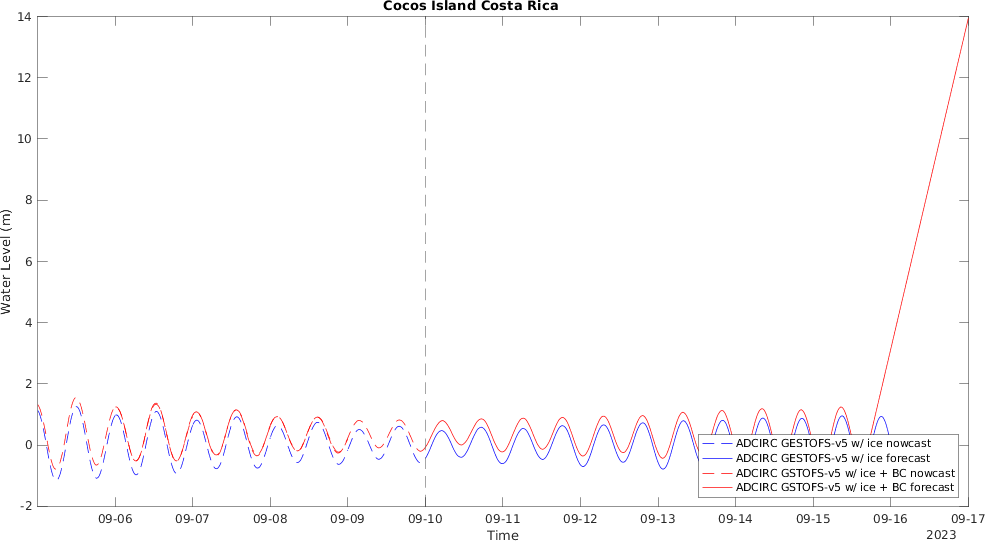 Cocos Island Costa Rica
Water Level (m)
14
12
10
8
6
4
2
0
-2
ADCIRC GESTOFS-v5 w/ ice nowcast
ADCIRC GESTOFS-v5 w/ ice forecast
ADCIRC GSTOFS-v5 w/ ice + BC nowcast
ADCIRC GSTOFS-v5 w/ ice + BC forecast
09-06 09-07 09-08 09-09 09-10 09-11 09-12 09-13 09-14 09-15 09-16 09-17
Time
2023